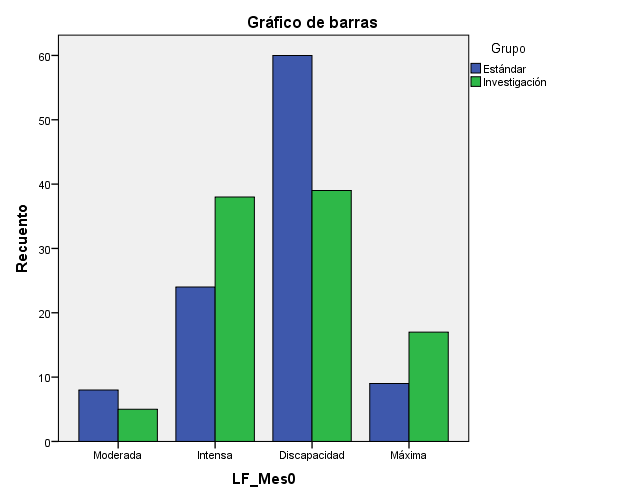 Gráfico de barras
Grupo
Estándar
Investigación
Recuento
60
50
40
30
20
10
0
Moderada Intensa Discapacidad Máxima
LF_Mes0